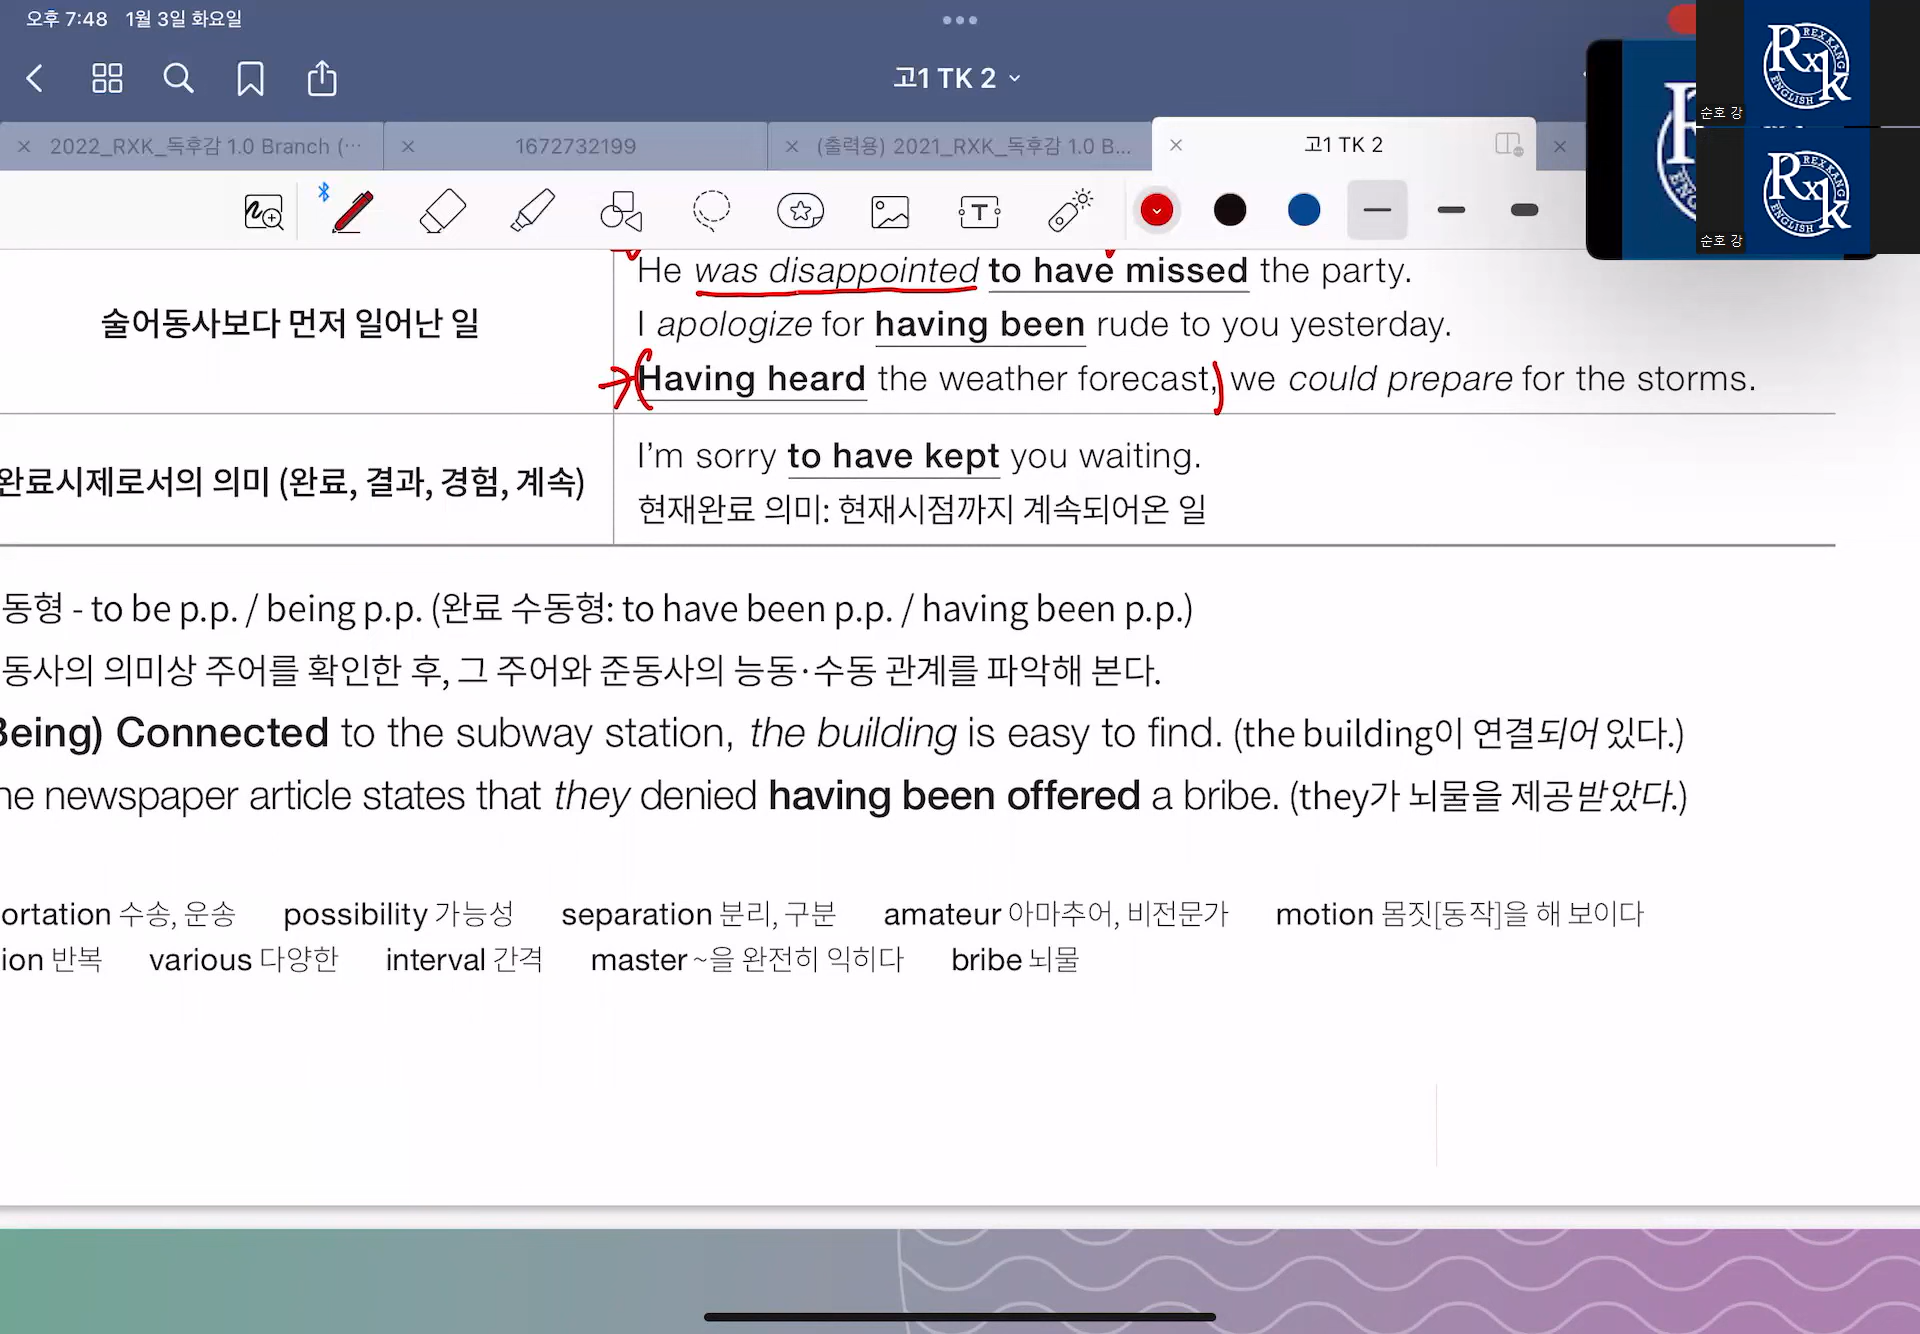 오후 7:48 1월 3일 화요일
고1 TK 2
2022_RXK_독후감 1.0 Branch (…
1672732199
(출력용) 2021_RXK_독후감 1.0 B...
고1 TK 2
REX KANG
Rxk
ENGLISH
순호 강
REX KANG
Rxk
ENGLISH
순호 강
술어동사보다 먼저 일어난 일
He was disappointed to have missed the party.
I apologize for having been rude to you yesterday.
Having heard the weather forecast, we could prepare for the storms.
완료시제로서의 의미 (완료, 결과, 경험, 계속)
I'm sorry to have kept you waiting.
현재완료 의미: 현재시점까지 계속되어온 일
동형 - to be p.p. / being p.p. (완료 수동형: to have been p.p. / having been p.p.)
동사의 의미상 주어를 확인한 후, 그 주어와 준동사의 능동·수동 관계를 파악해 본다.
Being) Connected to the subway station, the building is easy to find. (the building이 연결되어 있다.)
he newspaper article states that they denied having been offered a bribe. (they가 뇌물을 제공받았다.)
ortation 수송, 운송 possibility 가능성 separation 분리, 구분 amateur 아마추어, 비전문가 motion 몸짓[동작]을 해 보이다
ion 반복 various 다양한 interval 간격 master ~을 완전히 익히다 bribe 뇌물